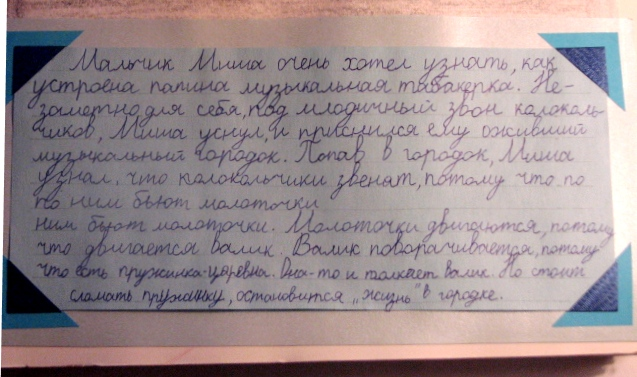 Мальчик Миша очень хотел узнать, как
устроена папина музыкальная табакерка. Не-
заметно для себя, под млодичный звон колоколь-
чиков, Миша уснул, и приснился ему оживший
музыкальный городок. Попав в городок, Миша
узнал, что колокольчики звенят, потому что по
по ним бьют молоточки
ним бьют молоточки. Молоточки двигаются, потому
что двигается валик. Валик поворачивается, потому
что есть пружинка-царевна. Она-то и толкает валик. Но стоит
сломать пружинку, остановится „жизнь" в городке.